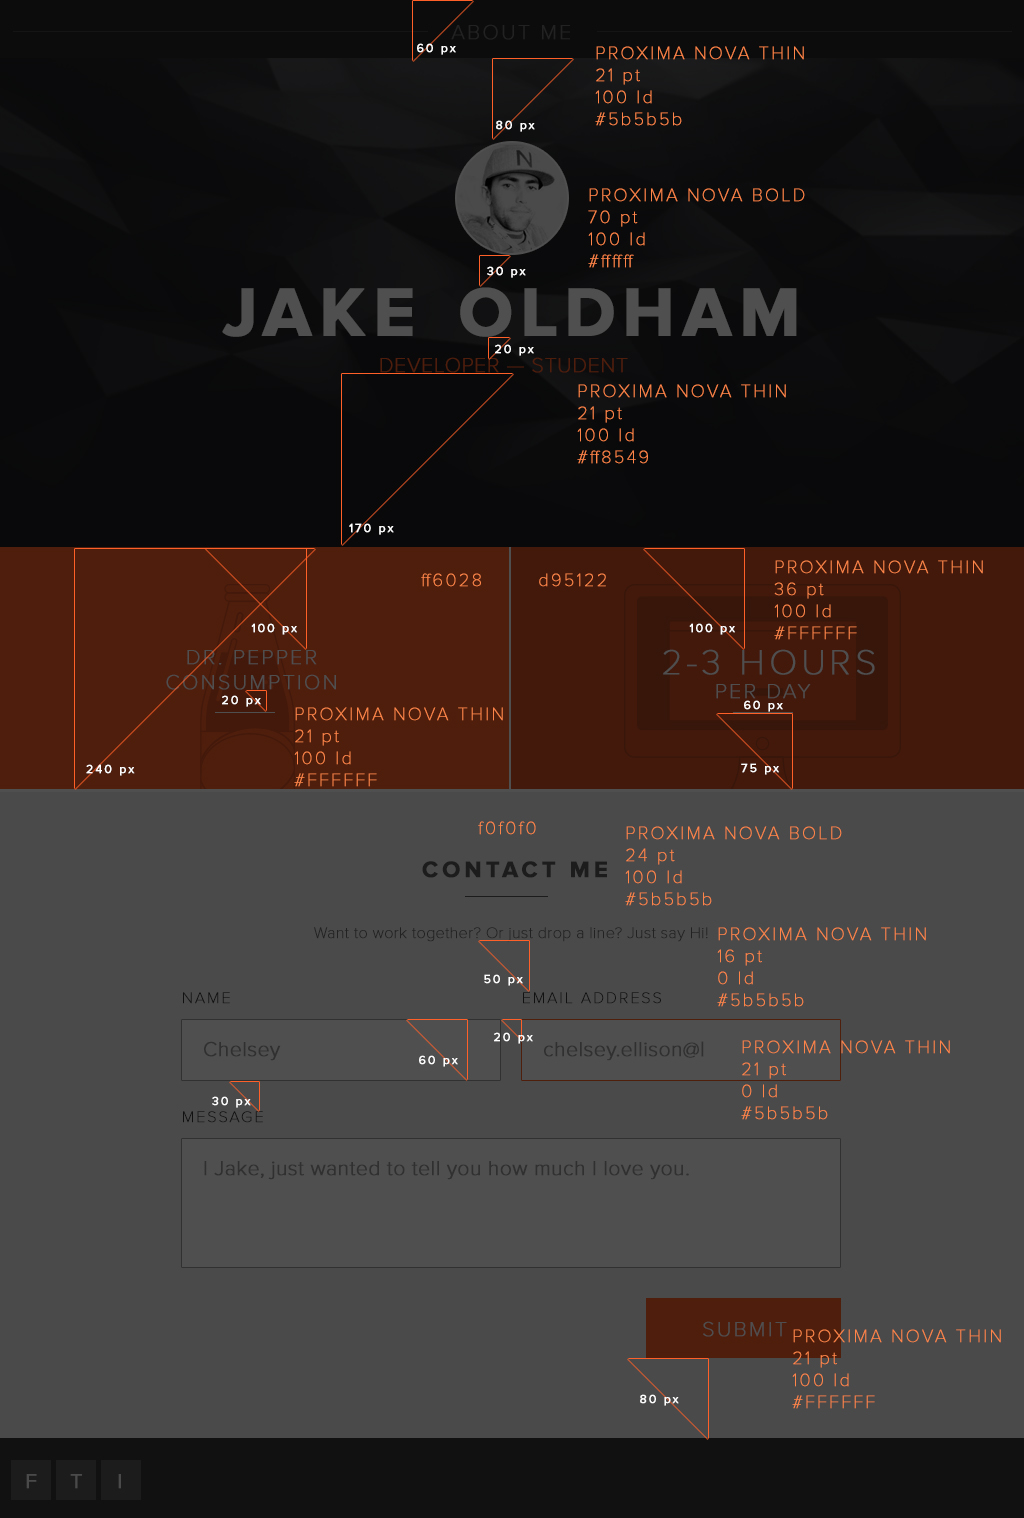 ABOUT ME
60 px
PROXIMA NOVA THIN
21 pt
100 ld
#5b5b5b
80 px
N
PROXIMA NOVA BOLD
70 pt
100 ld
#ffffff
30 px
JAKE OLDHAM
20 px
DEVELOPER — STUDENT
PROXIMA NOVA THIN
21 pt
100 ld
#ff8549
170 px
ff6028
d95122
PROXIMA NOVA THIN
36 pt
100 ld
#FFFFFF
100 px
100 px
DR. PEPPER
CONSUMPTION
2-3 HOURS
PER DAY
20 px
60 px
PROXIMA NOVA THIN
21 pt
100 ld
#FFFFFF
240 px
75 px
f0f0f0
PROXIMA NOVA BOLD
24 pt
100 ld
#5b5b5b
CONTACT ME
Want to work together? Or just drop a line? Just say Hi!
PROXIMA NOVA THIN
16 pt
0 ld
#5b5b5b
50 px
NAME
EMAIL ADDRESS
20 px
Chelsey
60 px
chelsey.ellison@l
PROXIMA NOVA THIN
21 pt
0 ld
#5b5b5b
30 px
MESSAGE
I Jake, just wanted to tell you how much I love you.
SUBMIT
PROXIMA NOVA THIN
21 pt
100 ld
#FFFFFF
80 px
F T I